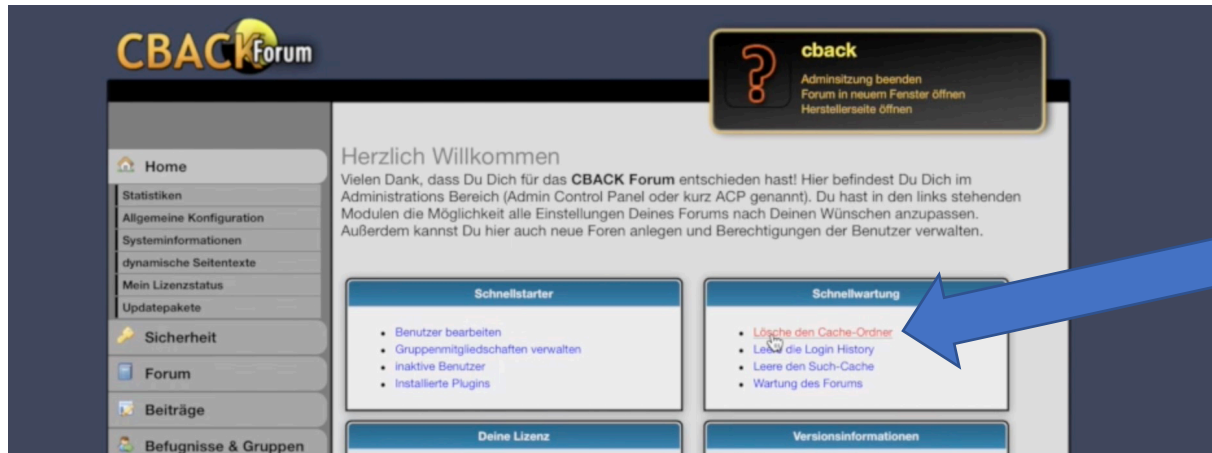 CBACK Forum
cback
Adminsitzung beenden
Forum in neuem Fenster öffnen
Herstellerseite öffnen
Home
Statistiken
Allgemeine Konfiguration
Systeminformationen
dynamische Seitentexte
Mein Lizenzstatus
Updatepakete
Sicherheit
Forum
Beiträge
Befugnisse & Gruppen
Herzlich Willkommen
Vielen Dank, dass Du Dich für das CBACK Forum entschieden hast! Hier befindest Du Dich im
Administrations Bereich (Admin Control Panel oder kurz ACP genannt). Du hast in den links stehenden
Modulen die Möglichkeit alle Einstellungen Deines Forums nach Deinen Wünschen anzupassen.
Außerdem kannst Du hier auch neue Foren anlegen und Berechtigungen der Benutzer verwalten.
Schnellstarter
Benutzer bearbeiten
Gruppenmitgliedschaften verwalten
inaktive Benutzer
Installierte Plugins
Schnellwartung
Lösche den Cache-Ordner
Leere die Login History
Leere den Such-Cache
Wartung des Forums
Deine Lizenz
Versionsinformationen